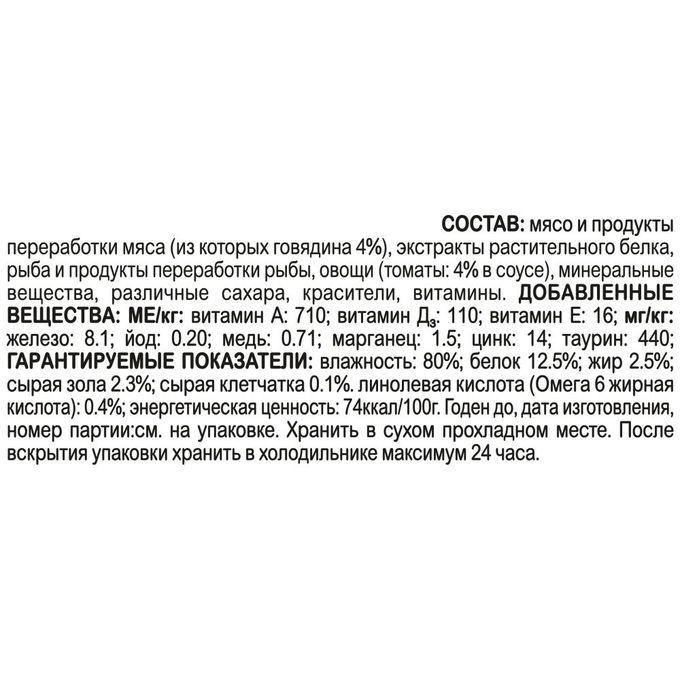 СОСТАВ: мясо и продукты
переработки мяса (из которых говядина 4%), экстракты растительного белка,
рыба и продукты переработки рыбы, овощи (томаты: 4% в соусе), минеральные
вещества, различные сахара, красители, витамины. ДОБАВЛЕННЫЕ
ВЕЩЕСТВА: МЕ/кг: витамин А: 710; витамин Д₃: 110; витамин Е: 16; мг/кг:
железо: 8.1; йод: 0.20; медь: 0.71; марганец: 1.5; цинк: 14; таурин: 440;
ГАРАНТИРУЕМЫЕ ПОКАЗАТЕЛИ: влажность: 80%; белок 12.5%; жир 2.5%;
сырая зола 2.3%; сырая клетчатка 0.1%. линолевая кислота (Омега 6 жирная
кислота): 0.4%; энергетическая ценность: 74ккал/100г. Годен до, дата изготовления,
номер партии:см. на упаковке. Хранить в сухом прохладном месте. После
вскрытия упаковки хранить в холодильнике максимум 24 часа.